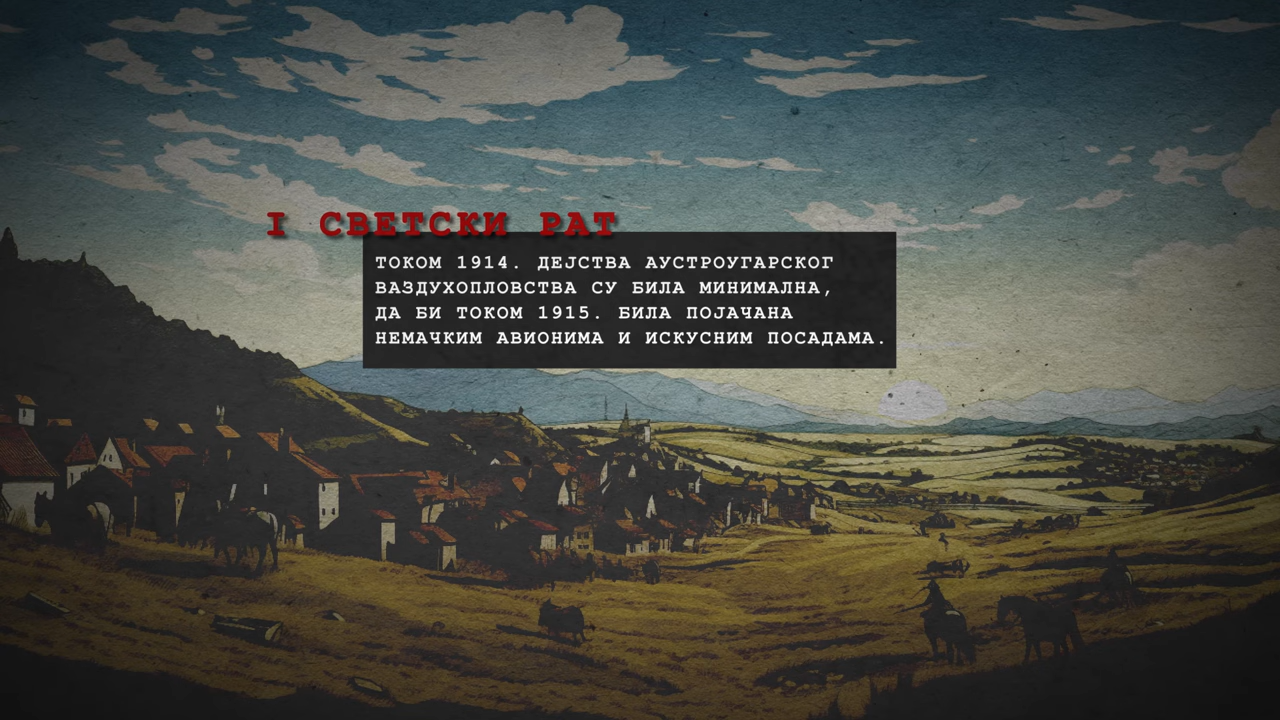 I СВЕТСКИ РАТ
ТОКОМ 1914. ДЕЈСТВА АУСТРОУГАРСКОГ
ВАЗДУХОПЛОВСТВА СУ БИЛА МИНИМАЛНА,
ДА БИ ТОКОМ 1915. БИЛА ПОЈАЧАНА
НЕМАЧКИМ АВИОНИМА И ИСКУСНИМ ПОСАДАМА.